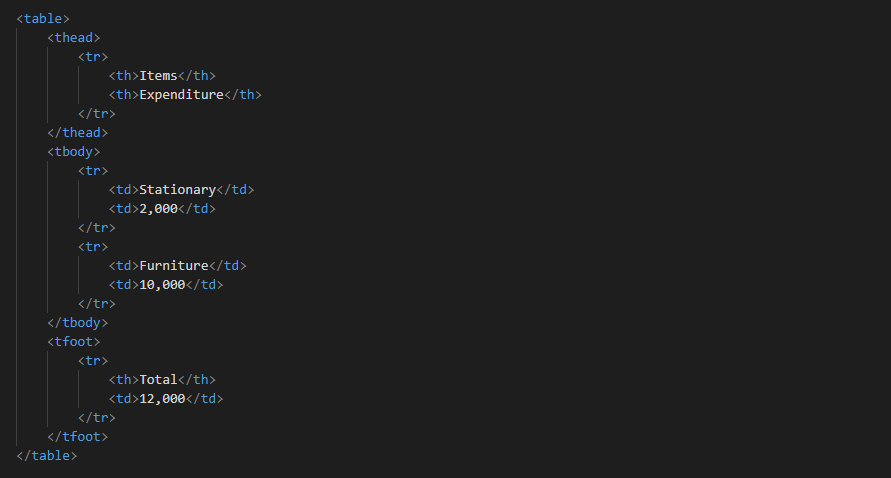 <table>
    <thead>
        <tr>
            <th>Items</th>
            <th>Expenditure</th>
        </tr>
    </thead>
    <tbody>
        <tr>
            <td>Stationary</td>
            <td>2,000</td>
        </tr>
        <tr>
            <td>Furniture</td>
            <td>10,000</td>
        </tr>
    </tbody>
    <tfoot>
        <tr>
            <th>Total</th>
            <td>12,000</td>
        </tr>
    </tfoot>
</table>